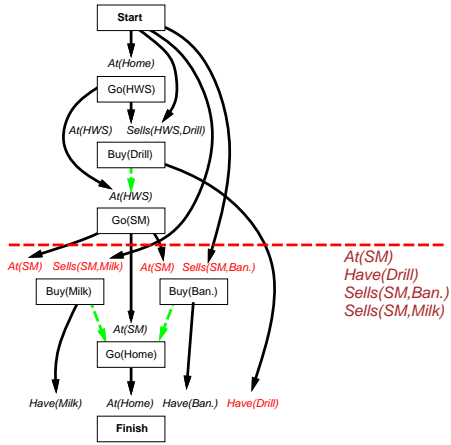 Start
At(Home)
Go(HWS)
At(HWS) Sells(HWS,Drill)
Buy(Drill)
At(HWS)
Go(SM)
At(SM) Sells(SM,Milk) At(SM) Sells(SM,Ban.)
Buy(Milk) Buy(Ban.)
At(SM)
Go(Home)
Have(Milk) At(Home) Have(Ban.) Have(Drill)
Finish
At(SM)
Have(Drill)
Sells(SM,Ban.)
Sells(SM,Milk)